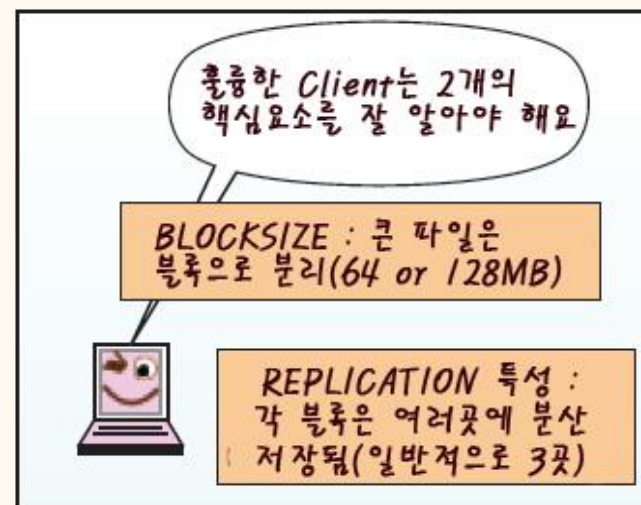 훌륭한 Client는 2개의
핵심요소를 잘 알아야 해요
BLOCKSIZE : 큰 파일은
블록으로 분리(64 or 128MB)
REPLICATION 특성 :
각 블록은 여러곳에 분산
저장됨(일반적으로 3곳)